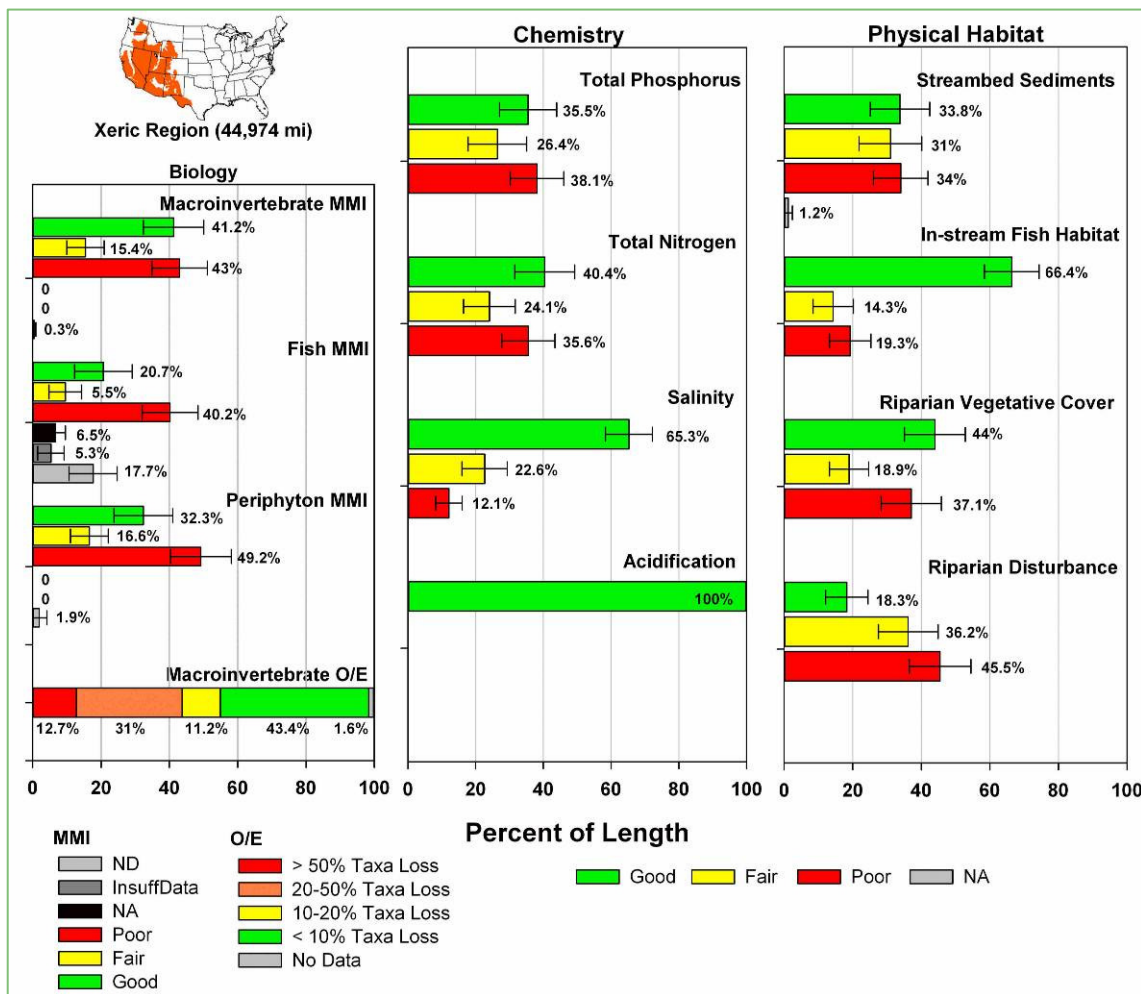 Xeric Region (44,974 mi)
Biology
Macroinvertebrate MMI
41.2%
15.4%
43%
0
0
0.3%
Fish MMI
20.7%
5.5%
40.2%
6.5%
5.3%
17.7%
Periphyton MMI
32.3%
16.6%
49.2%
0
0
1.9%
Macroinvertebrate O/E
12.7% 31% 11.2% 43.4% 1.6%
0 20 40 60 80 100
Chemistry
Total Phosphorus
35.5%
26.4%
38.1%
Total Nitrogen
40.4%
24.1%
35.6%
Salinity
65.3%
22.6%
12.1%
Acidification
100%
0 20 40 60 80 100
Physical Habitat
Streambed Sediments
33.8%
31%
34%
1.2%
In-stream Fish Habitat
66.4%
14.3%
19.3%
Riparian Vegetative Cover
44%
18.9%
37.1%
Riparian Disturbance
18.3%
36.2%
45.5%
0 20 40 60 80 100
Percent of Length
MMI
ND
InsuffData
NA
Poor
Fair
Good
O/E
> 50% Taxa Loss
20-50% Taxa Loss
10-20% Taxa Loss
< 10% Taxa Loss
No Data
Good Fair Poor NA